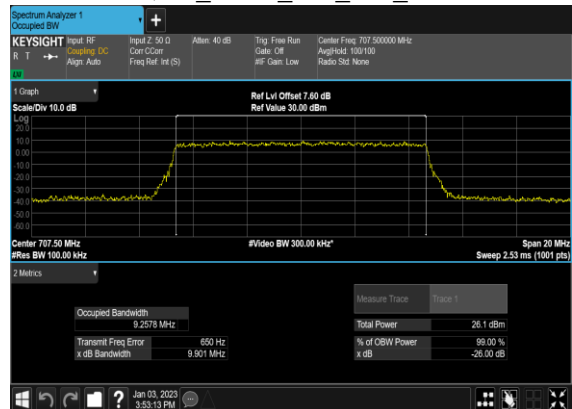 Spectrum Analyzer 1
Occupied BW
+
KEYSIGHT Input: RF Input Z: 50 Ω Atten: 40 dB Trig: Free Run Center Freq: 707.500000 MHz
R T Coupling: DC Corr CCorr Gate: Off Avg|Hold: 100/100
Align: Auto Freq Ref: Int (S) #IF Gain: Low Radio Std: None
1 Graph
Ref Lvl Offset 7.60 dB
Scale/Div 10.0 dB Ref Value 30.00 dBm
Log
20.0
10.0
0.00
-10.0
-20.0
-30.0
-40.0
-50.0
-60.0
Center 707.50 MHz #Video BW 300.00 kHz* Span 20 MHz
#Res BW 100.00 kHz Sweep 2.53 ms (1001 pts)
2 Metrics
Measure Trace Trace 1
Occupied Bandwidth
9.2578 MHz Total Power 26.1 dBm
Transmit Freq Error 650 Hz % of OBW Power 99.00 %
x dB Bandwidth 9.901 MHz x dB -26.00 dB
? Jan 03, 2023
3:53:13 PM